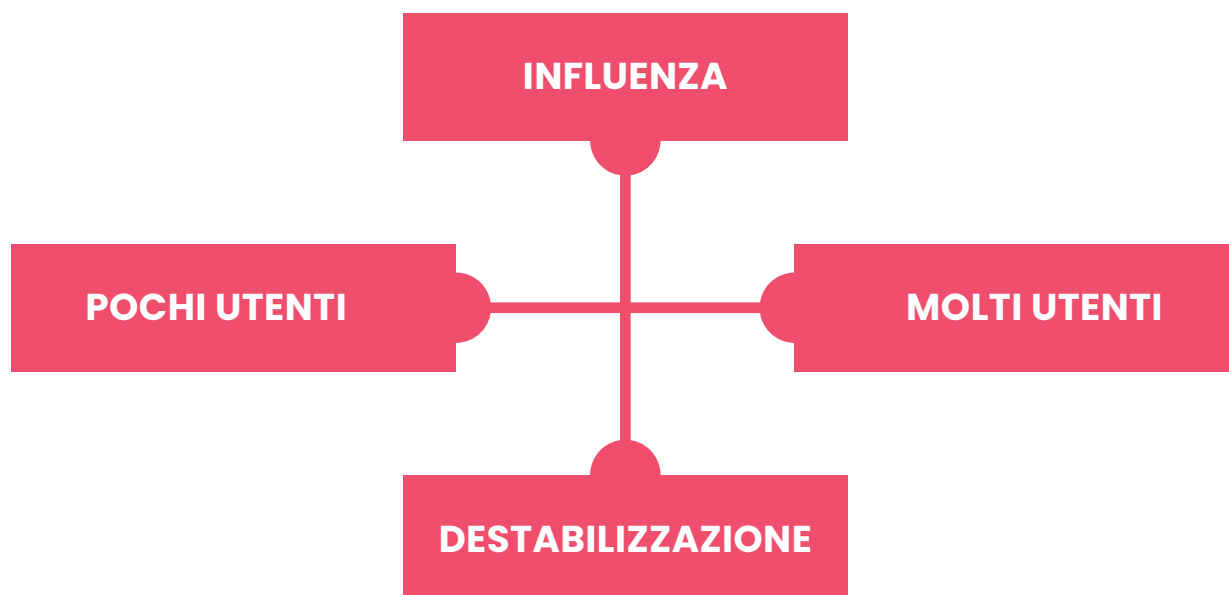 INFLUENZA
POCHI UTENTI
MOLTI UTENTI
DESTABILIZZAZIONE